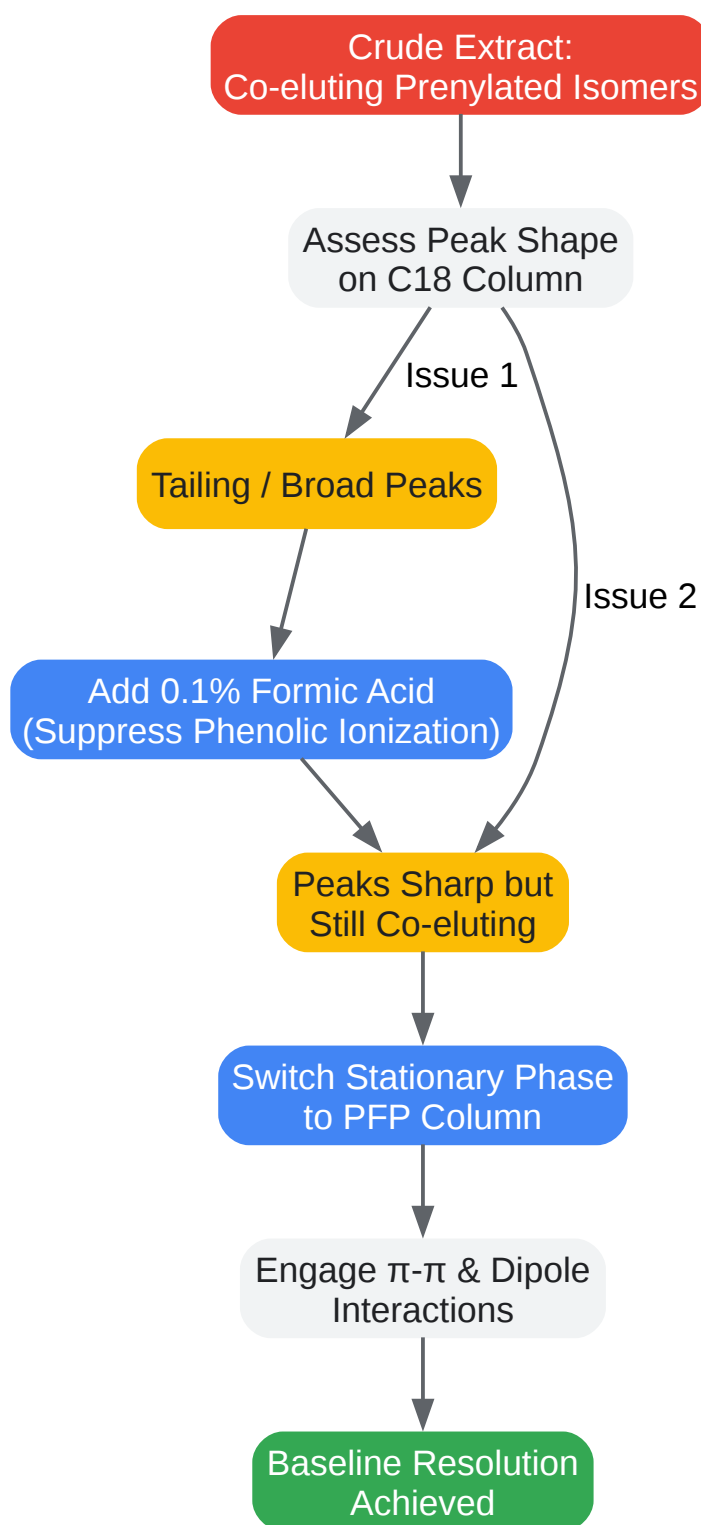 Crude Extract:
Co-eluting Prenylated Isomers
Assess Peak Shape
on C18 Column
Issue 1
Tailing / Broad Peaks
Issue 2
Add 0.1% Formic Acid
(Suppress Phenolic Ionization)
Peaks Sharp but
Still Co-eluting
Switch Stationary Phase
to PFP Column
Engage π-π & Dipole
Interactions
Baseline Resolution
Achieved